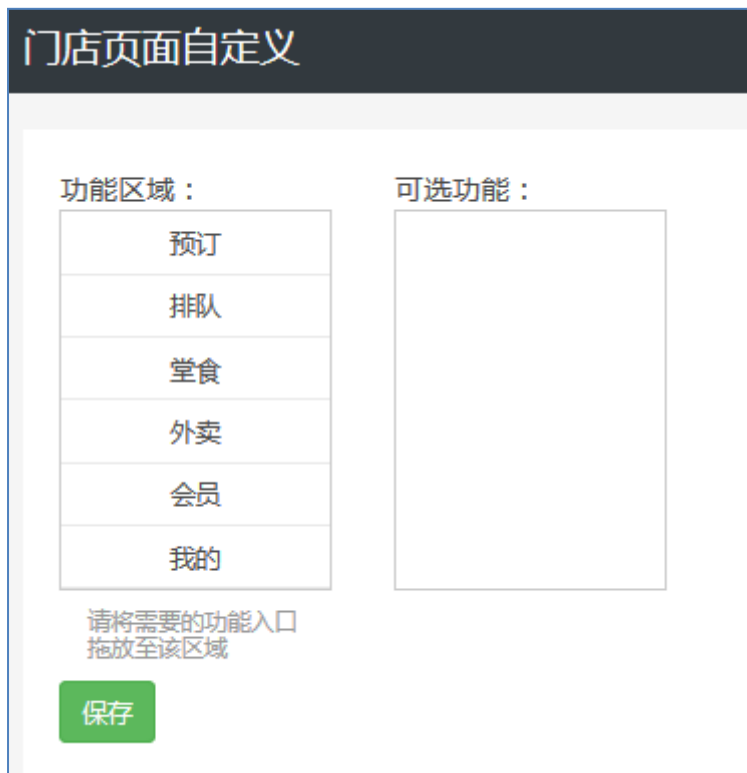 门店页面自定义
功能区域：
可选功能：
预订
排队
堂食
外卖
会员
我的
请将需要的功能入口
拖放至该区域
保存